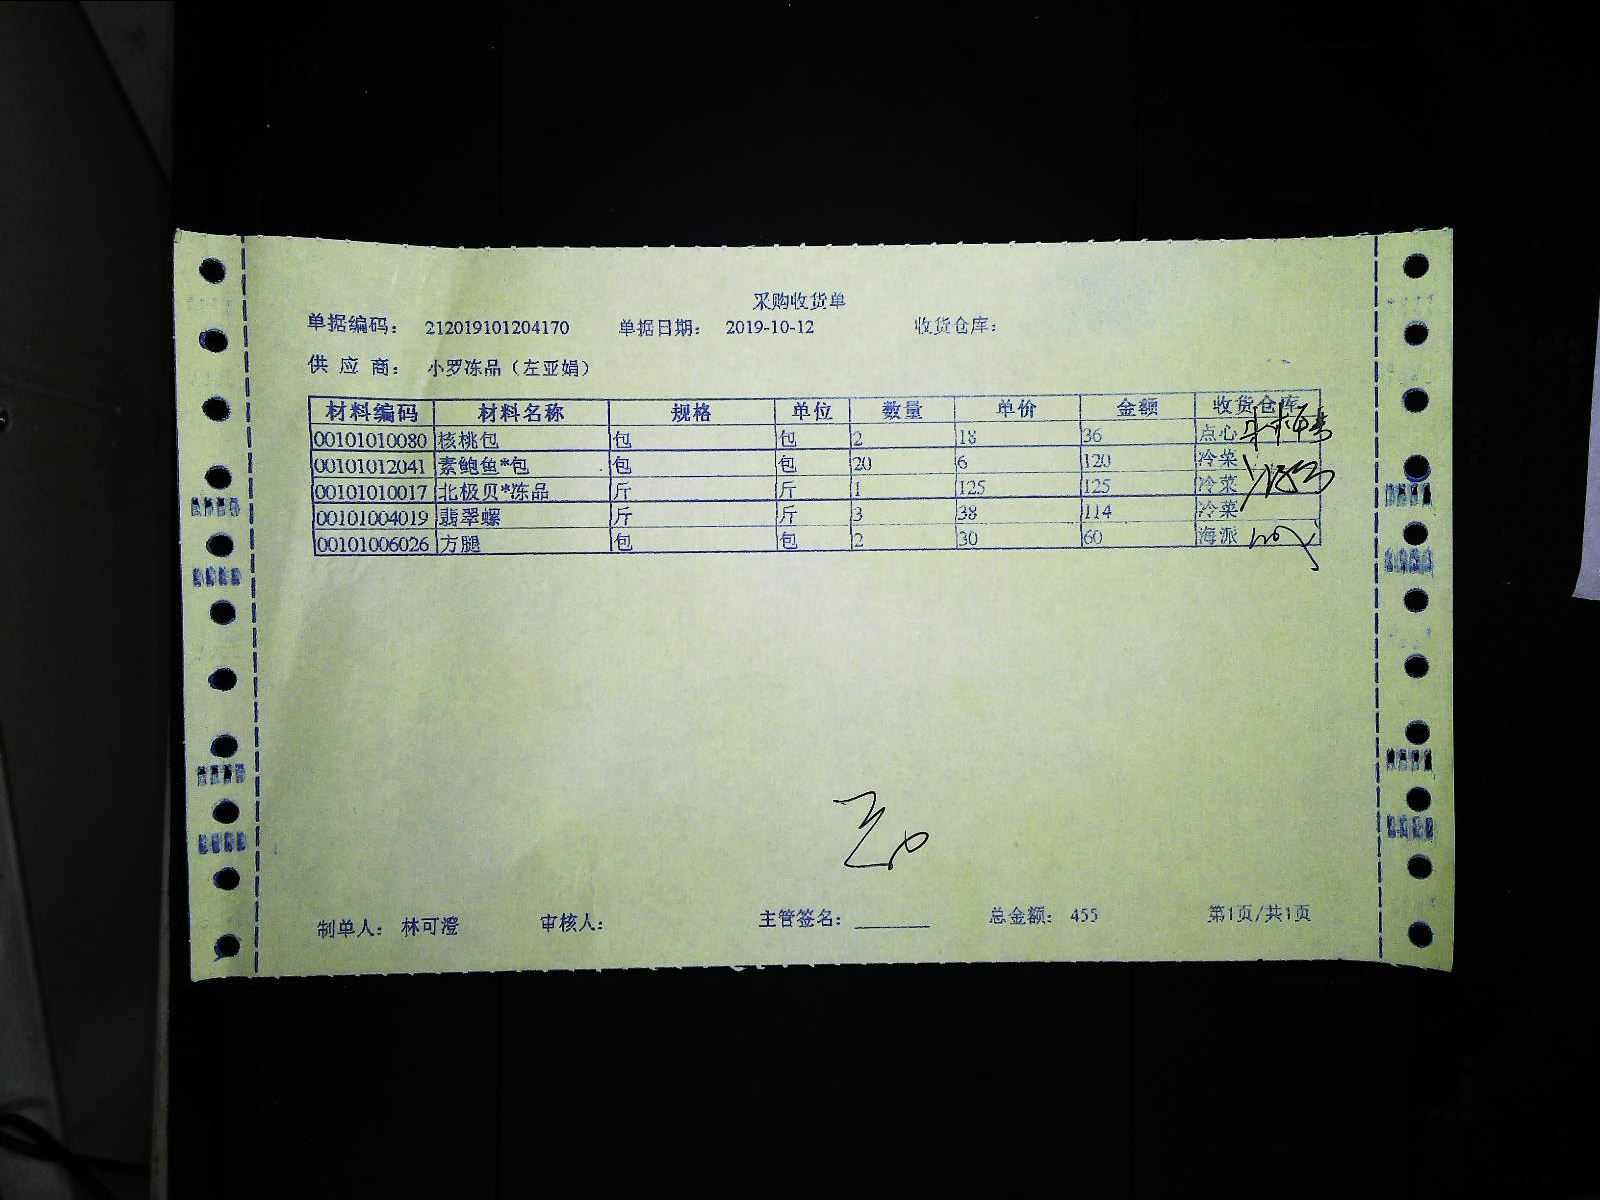 采购收货单
单据编码： 212019101204170 单据日期： 2019-10-12 收货仓库：
供 应 商： 小罗冻品（左亚娟）
材料编码 材料名称 规格 单位 数量 单价 金额 收货仓库
00101010080 核桃包 包 包 2 18 36 点心
00101012041 素鲍鱼*包 包 包 20 6 120 冷菜
00101010017 北极贝*冻品 斤 斤 1 125 125 冷菜
00101004019 翡翠螺 斤 斤 3 38 114 冷菜
00101006026 方腿 包 包 2 30 60 海派
制单人： 林可澄 审核人： 主管签名： 总金额： 455 第1页/共1页